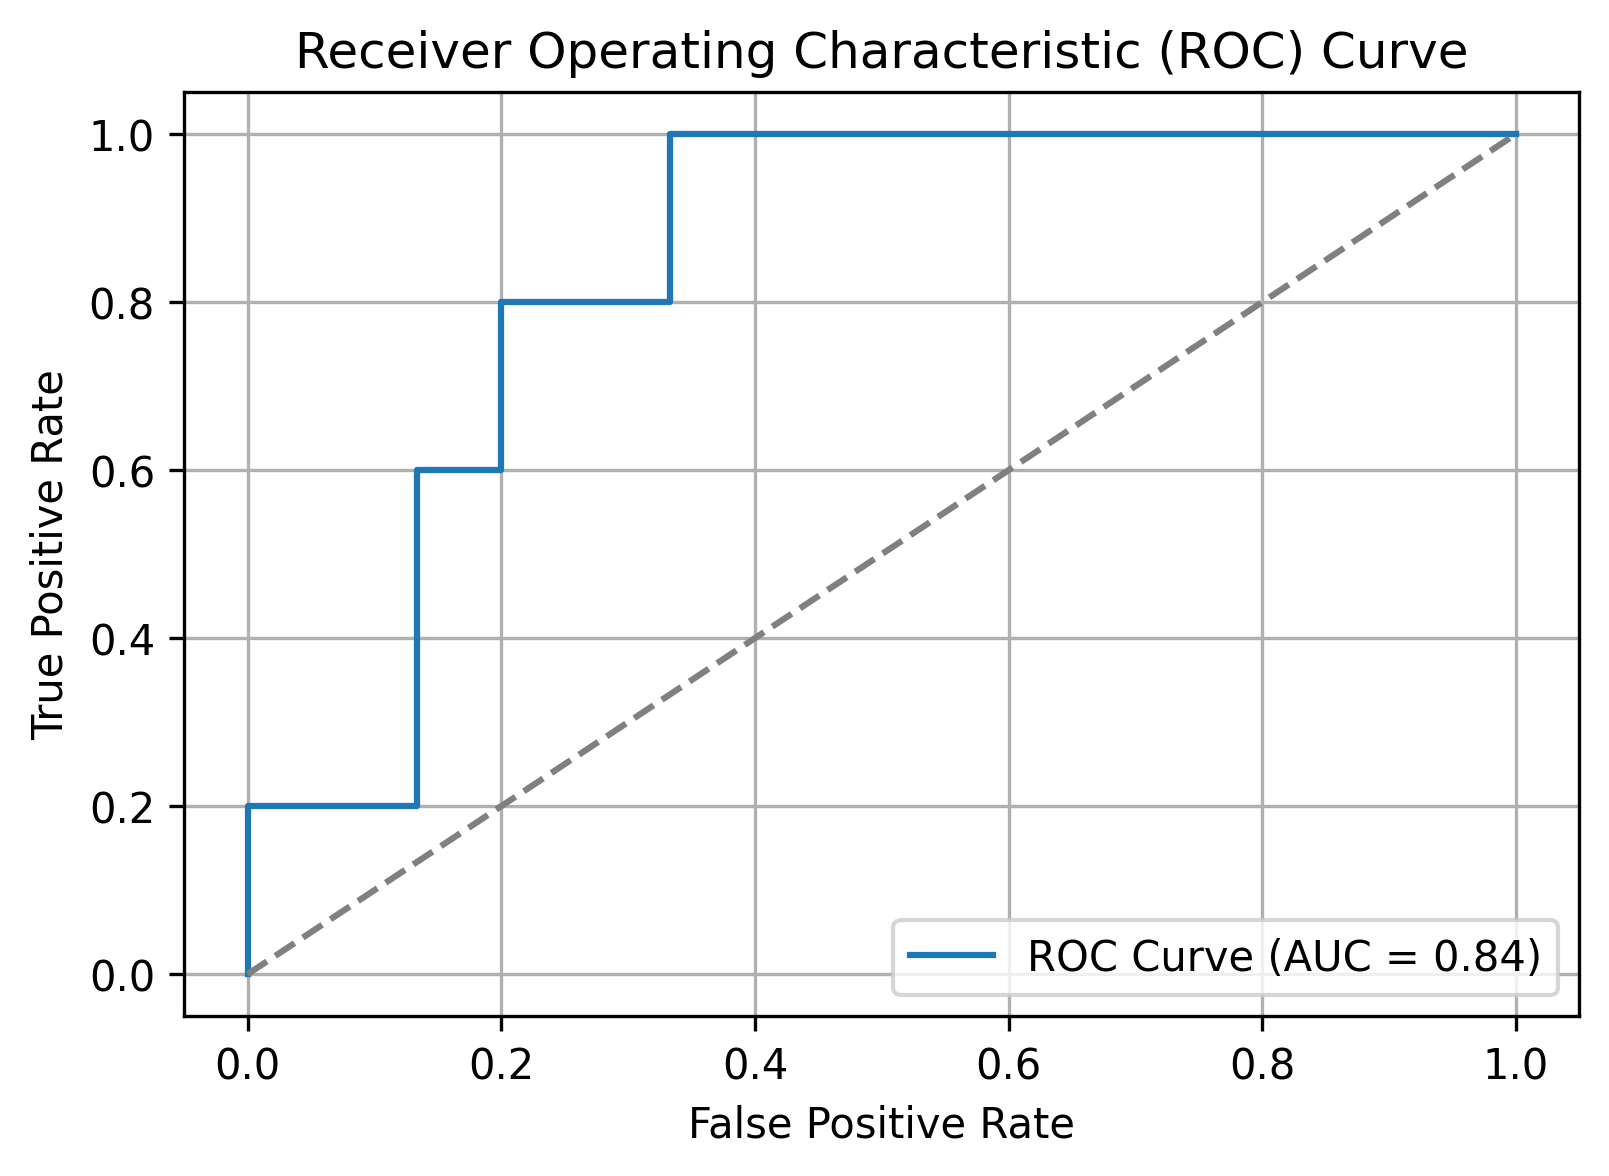 Receiver Operating Characteristic (ROC) Curve
1.0
0.8
0.6
0.4
0.2
0.0
True Positive Rate
ROC Curve (AUC = 0.84)
0.0 0.2 0.4 0.6 0.8 1.0
False Positive Rate